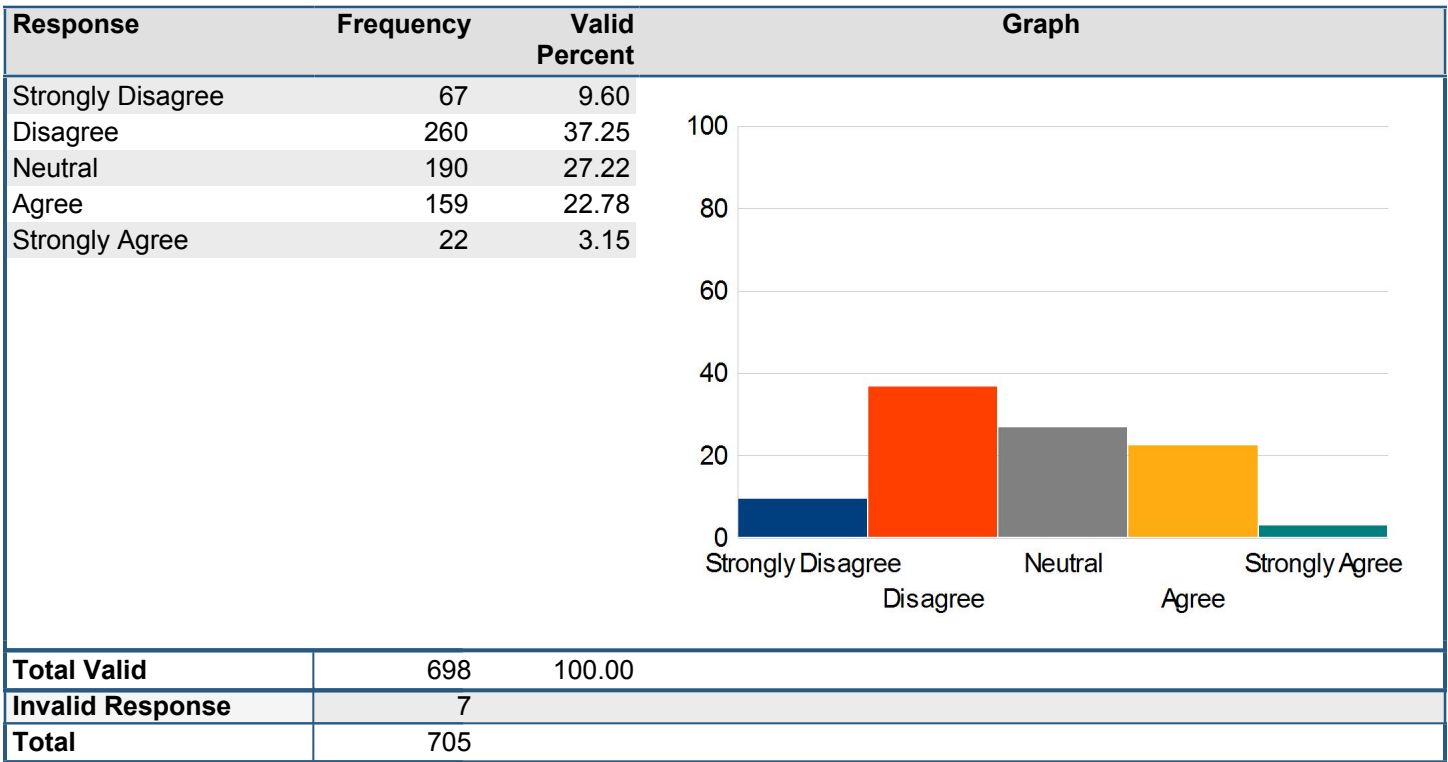 Response Frequency Valid Percent Graph
Strongly Disagree 67 9.60
Disagree 260 37.25
Neutral 190 27.22
Agree 159 22.78
Strongly Agree 22 3.15
100
80
60
40
20
0
Strongly Disagree Neutral Strongly Agree
Disagree Agree
Total Valid 698 100.00
Invalid Response 7
Total 705